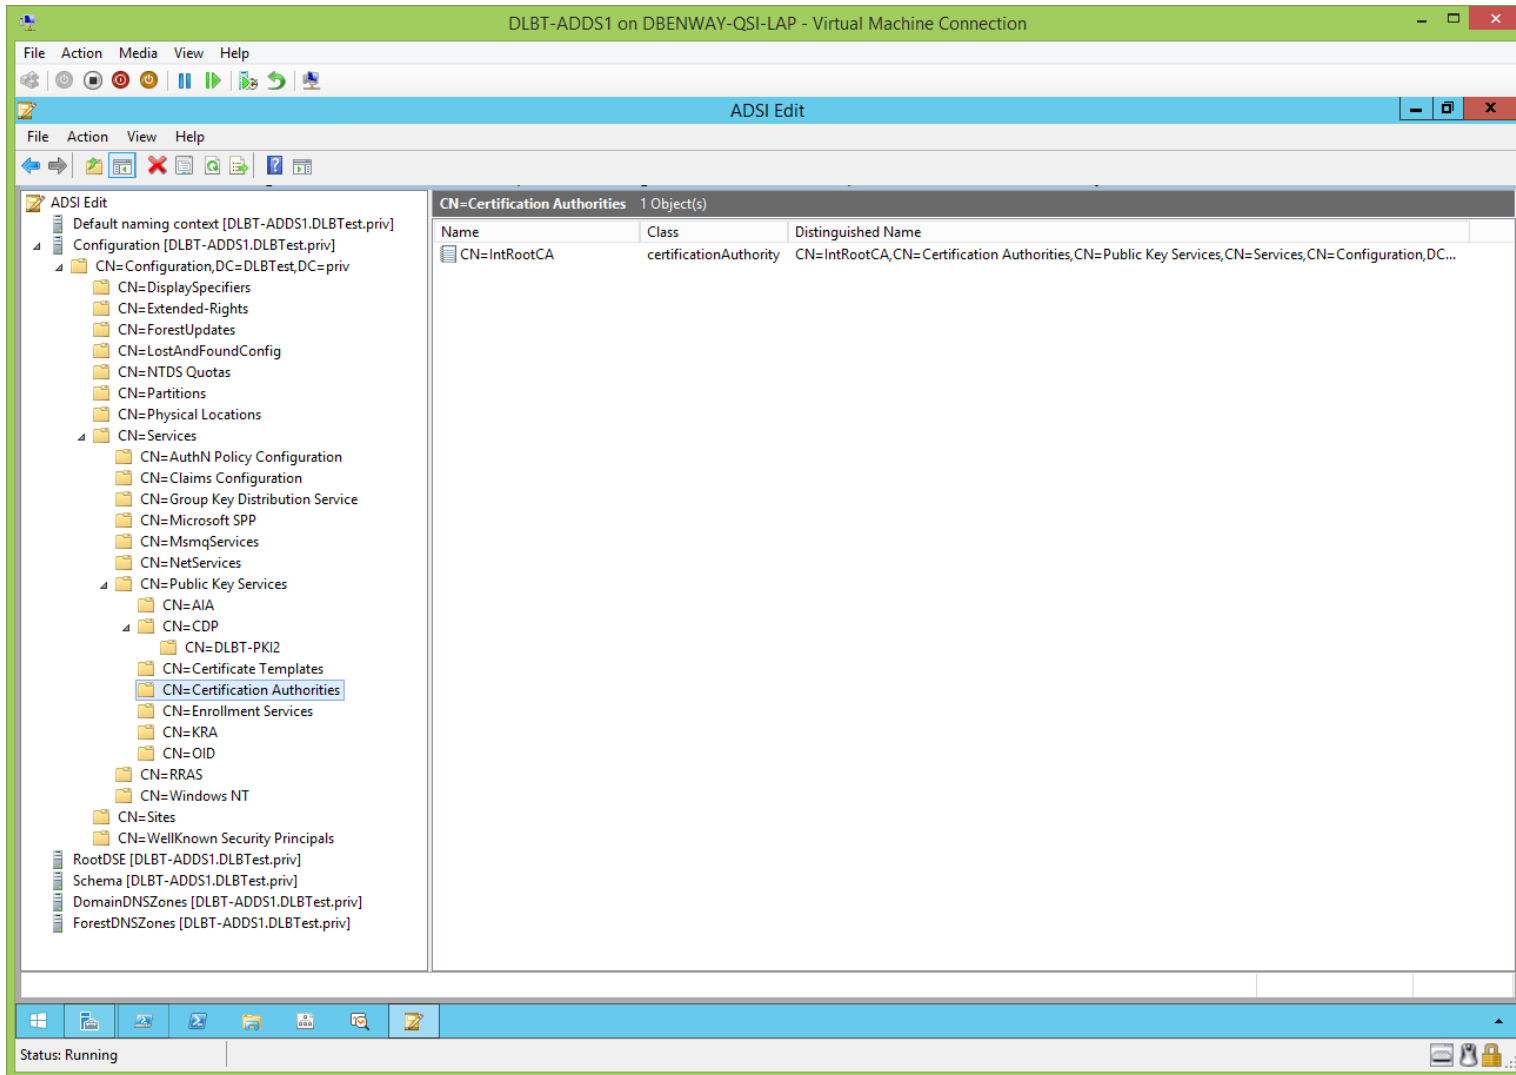 DLBT-ADDS1 on DBENWAY-QSI-LAP - Virtual Machine Connection
File Action Media View Help
ADSI Edit
File Action View Help
ADSI Edit
Default naming context [DLBT-ADDS1.DLBTest.priv]
Configuration [DLBT-ADDS1.DLBTest.priv]
CN=Configuration,DC=DLBTest,DC=priv
CN=DisplaySpecifiers
CN=Extended-Rights
CN=ForestUpdates
CN=LostAndFoundConfig
CN=NTDS Quotas
CN=Partitions
CN=Physical Locations
CN=Services
CN=AuthN Policy Configuration
CN=Claims Configuration
CN=Group Key Distribution Service
CN=Microsoft SPP
CN=MsmqServices
CN=NetServices
CN=Public Key Services
CN=AIA
CN=CDP
CN=DLBT-PKI2
CN=Certificate Templates
CN=Certification Authorities
CN=Enrollment Services
CN=KRA
CN=OID
CN=RRAS
CN=Windows NT
CN=Sites
CN=WellKnown Security Principals
RootDSE [DLBT-ADDS1.DLBTest.priv]
Schema [DLBT-ADDS1.DLBTest.priv]
DomainDNSZones [DLBT-ADDS1.DLBTest.priv]
ForestDNSZones [DLBT-ADDS1.DLBTest.priv]
CN=Certification Authorities 1 Object(s)
Name Class Distinguished Name
CN=IntRootCA certificationAuthority CN=IntRootCA,CN=Certification Authorities,CN=Public Key Services,CN=Services,CN=Configuration,DC...
Status: Running